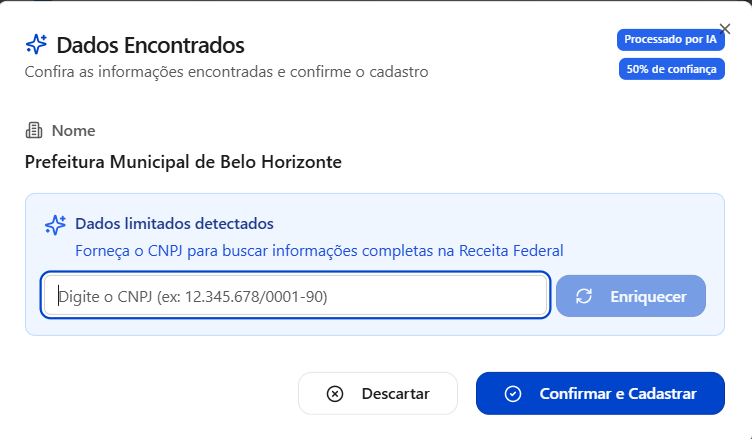 Dados Encontrados
Processado por IA
Confira as informações encontradas e confirme o cadastro
50% de confiança
Nome
Prefeitura Municipal de Belo Horizonte
Dados limitados detectados
Forneça o CNPJ para buscar informações completas na Receita Federal
Digite o CNPJ (ex: 12.345.678/0001-90)
Enriquecer
Descartar
Confirmar e Cadastrar